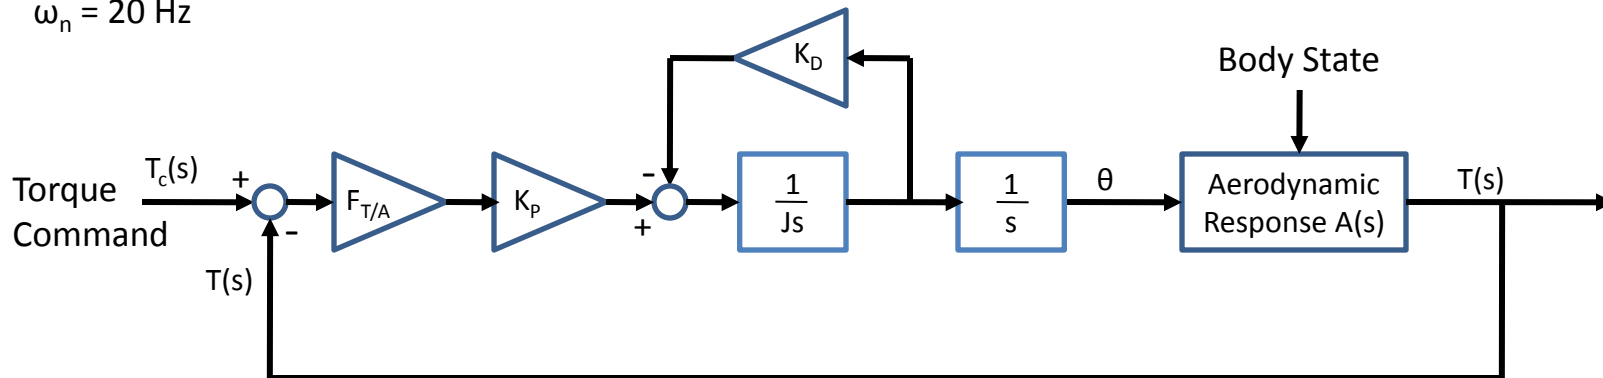 ωn = 20 Hz
KD
Body State
Torque
Command
Tc(s)
+
-
FT/A
KP
-
+
1
Js
1
s
θ
Aerodynamic
Response A(s)
T(s)
T(s)